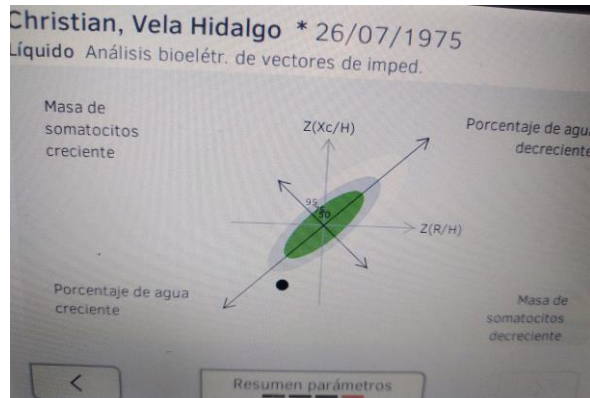 Christian, Vela Hidalgo * 26/07/1975
Líquido Análisis bioelétr. de vectores de imped.
Masa de
somatocitos
creciente
Z(Xc/H)
Porcentaje de agua
decreciente
95
Z(R/H)
Porcentaje de agua
creciente
Masa de
somatocitos
decreciente
<
Resumen parámetros